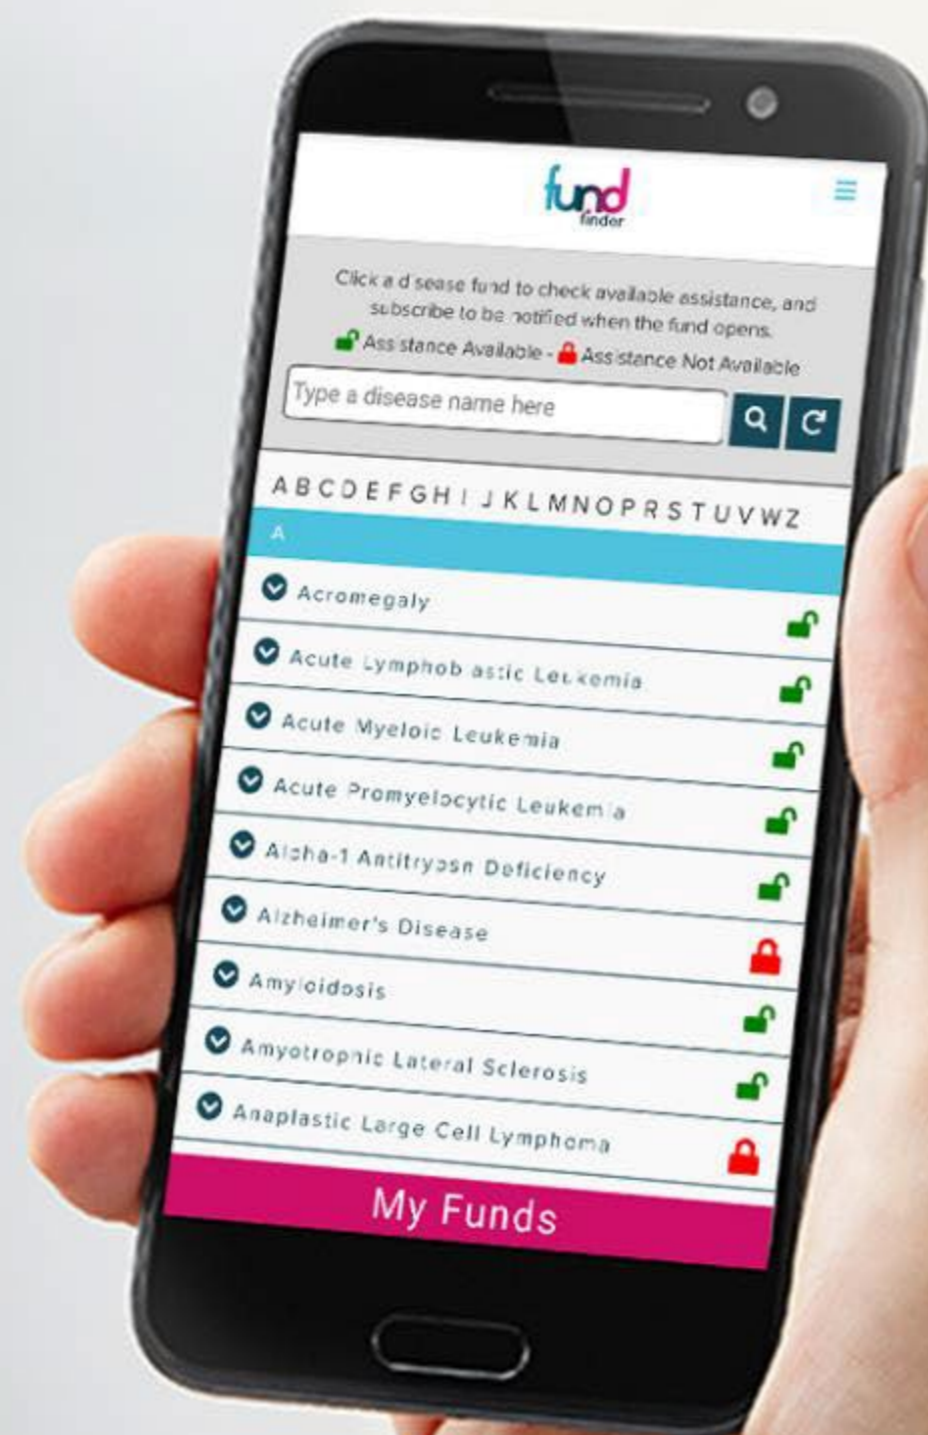 fund
finder
Click a disease fund to check available assistance, and
subscribe to be notified when the fund opens.
Assistance Available - Assistance Not Available
Type a disease name here
A B C D E F G H I J K L M N O P R S T U V W Z
A
Acromegaly
Acute Lymphoblastic Leukemia
Acute Myeloid Leukemia
Acute Promyelocytic Leukemia
Alpha-1 Antitrypsn Deficiency
Alzheimer's Disease
Amyloidosis
Amyotrophic Lateral Sclerosis
Anaplastic Large Cell Lymphoma
My Funds